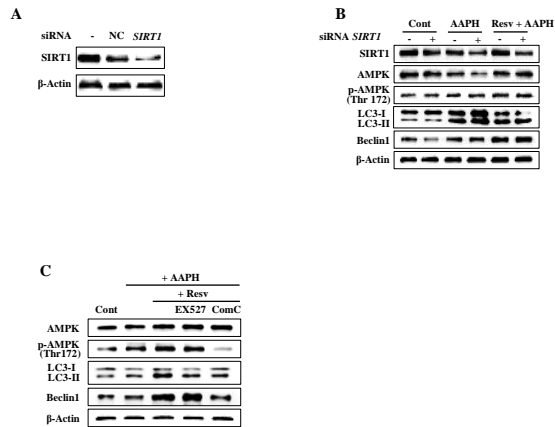 A
siRNA - NC SIRT1
SIRT1
β-Actin
B
Cont AAPH Resv + AAPH
siRNA SIRT1 - + - + - +
SIRT1
AMPK
p-AMPK
(Thr 172)
LC3-I
LC3-II
Beclin1
β-Actin
C
+ AAPH
+ Resv
Cont EX527 ComC
AMPK
p-AMPK
(Thr172)
LC3-I
LC3-II
Beclin1
β-Actin